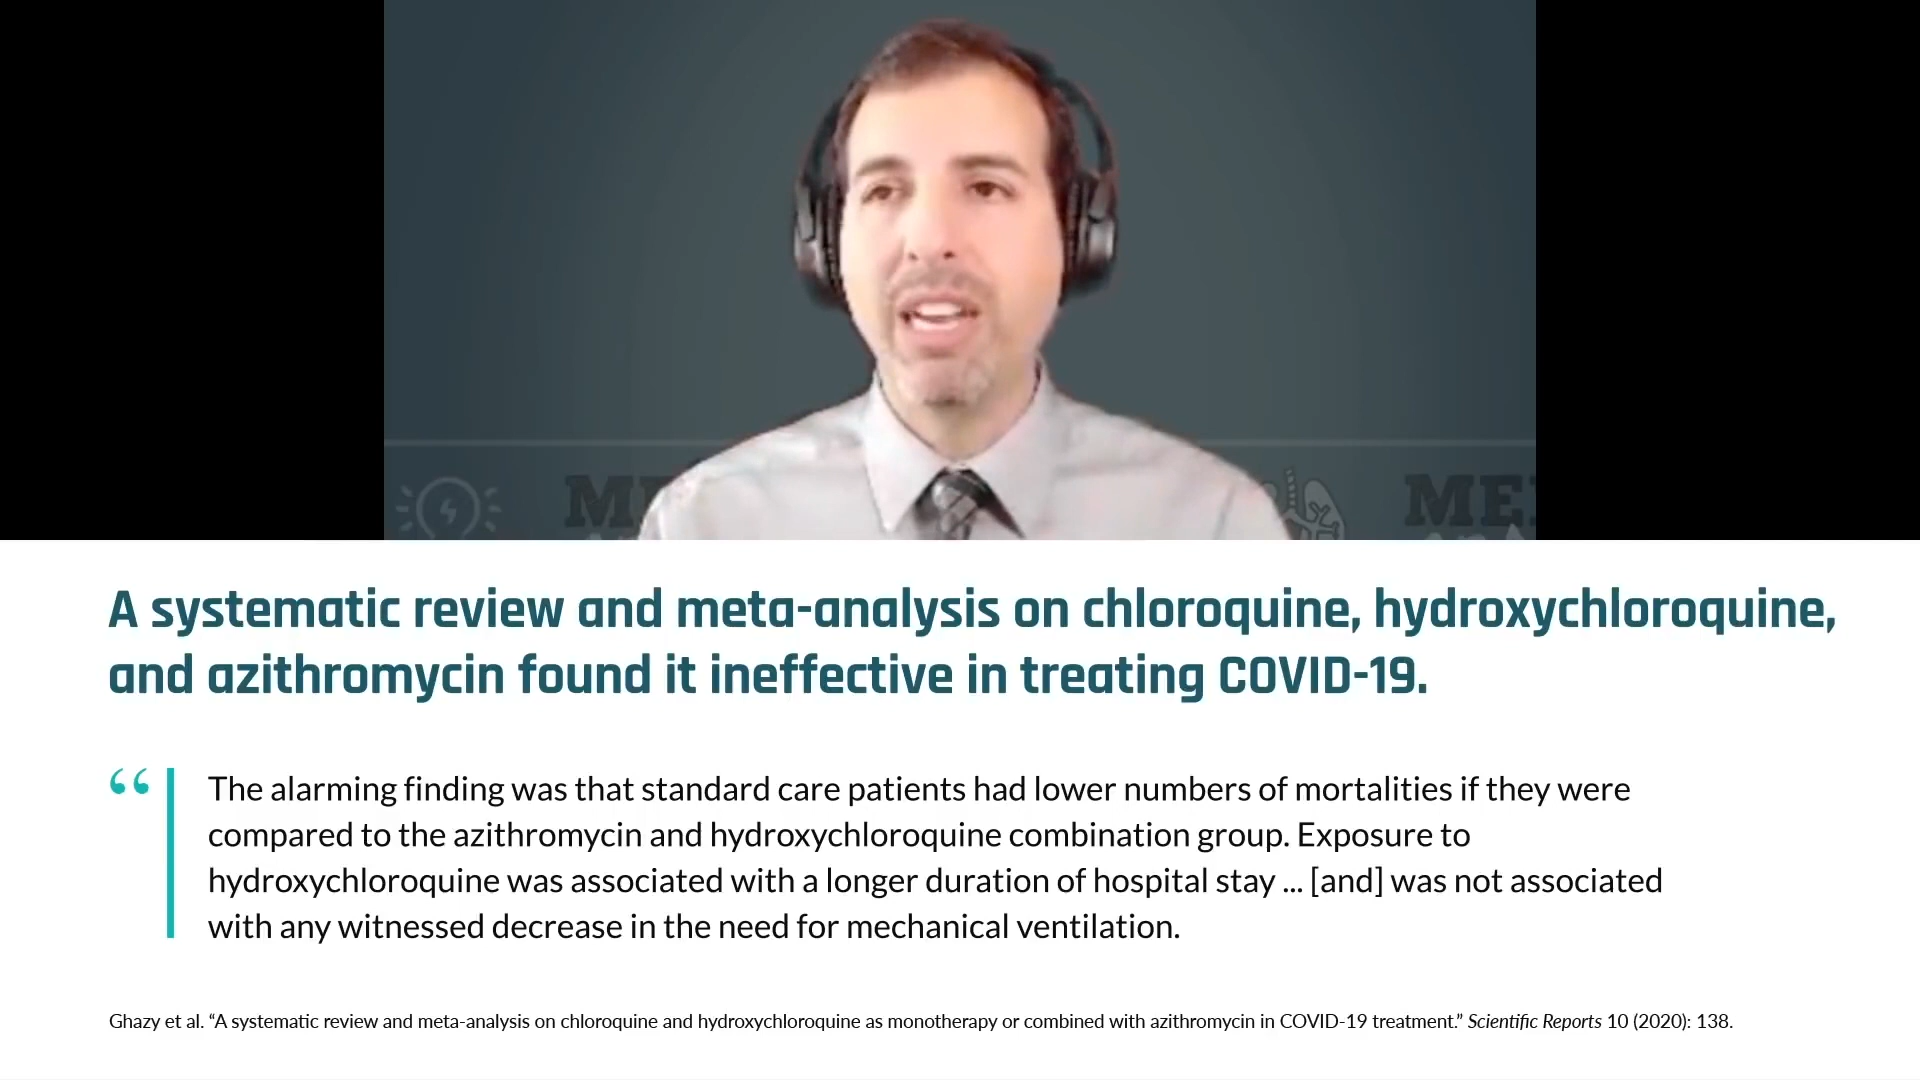 ME
MED
A systematic review and meta-analysis on chloroquine, hydroxychloroquine,
and azithromycin found it ineffective in treating COVID-19.
“
The alarming finding was that standard care patients had lower numbers of mortalities if they were
compared to the azithromycin and hydroxychloroquine combination group. Exposure to
hydroxychloroquine was associated with a longer duration of hospital stay ... [and] was not associated
with any witnessed decrease in the need for mechanical ventilation.
Ghazy et al. “A systematic review and meta-analysis on chloroquine and hydroxychloroquine as monotherapy or combined with azithromycin in COVID-19 treatment.” Scientific Reports 10 (2020): 138.